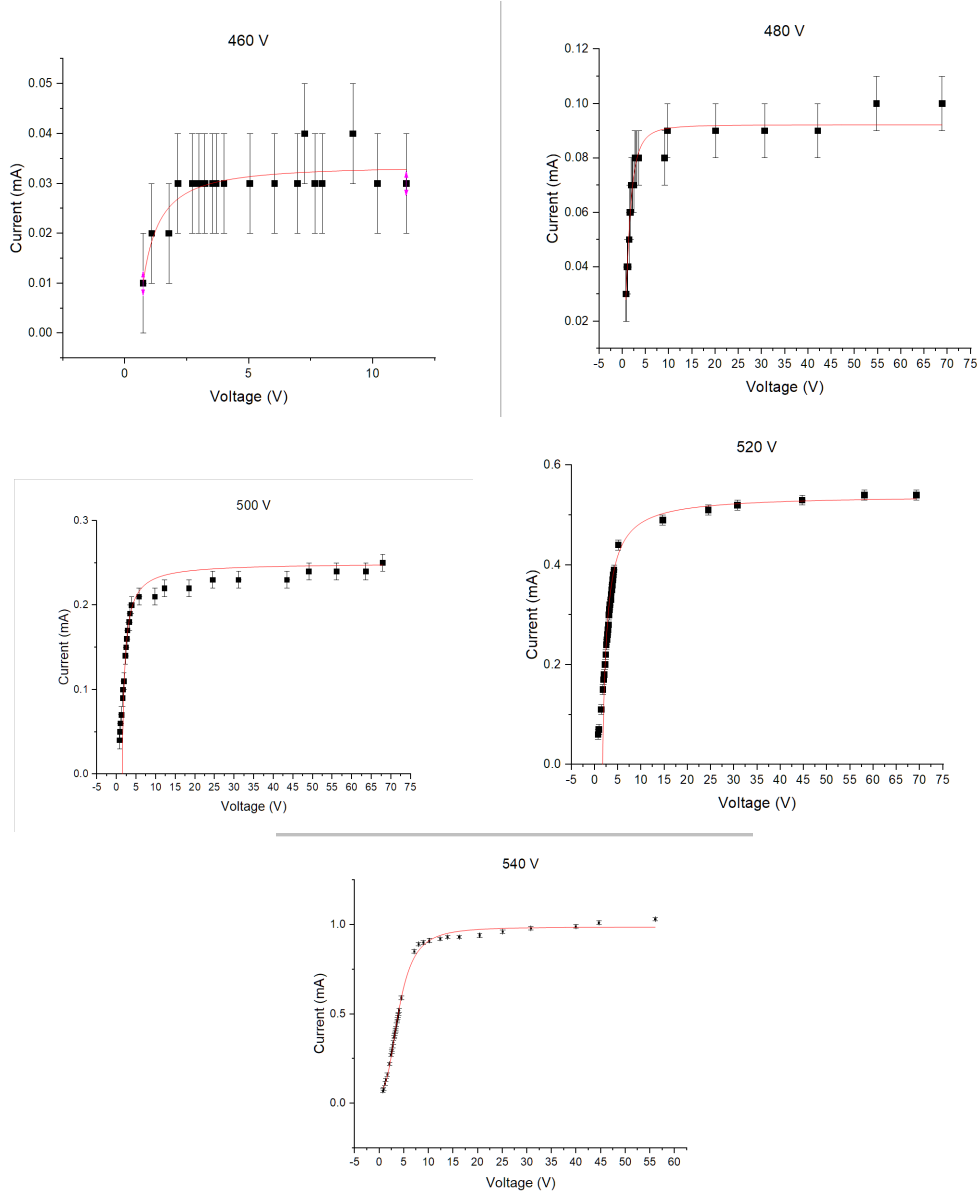 460 V
0.05
0.04
0.03
0.02
0.01
0.00
Current (mA)
0 5 10
Voltage (V)
480 V
0.12
0.10
0.08
0.06
0.04
0.02
Current (mA)
-5 0 5 10 15 20 25 30 35 40 45 50 55 60 65 70 75
Voltage (V)
500 V
0.3
0.2
0.1
0.0
Current (mA)
-5 0 5 10 15 20 25 30 35 40 45 50 55 60 65 70 75
Voltage (V)
520 V
0.6
0.4
0.2
0.0
Current (mA)
-5 0 5 10 15 20 25 30 35 40 45 50 55 60 65 70 75
Voltage (V)
540 V
1.0
0.5
0.0
Current (mA)
-5 0 5 10 15 20 25 30 35 40 45 50 55 60
Voltage (V)